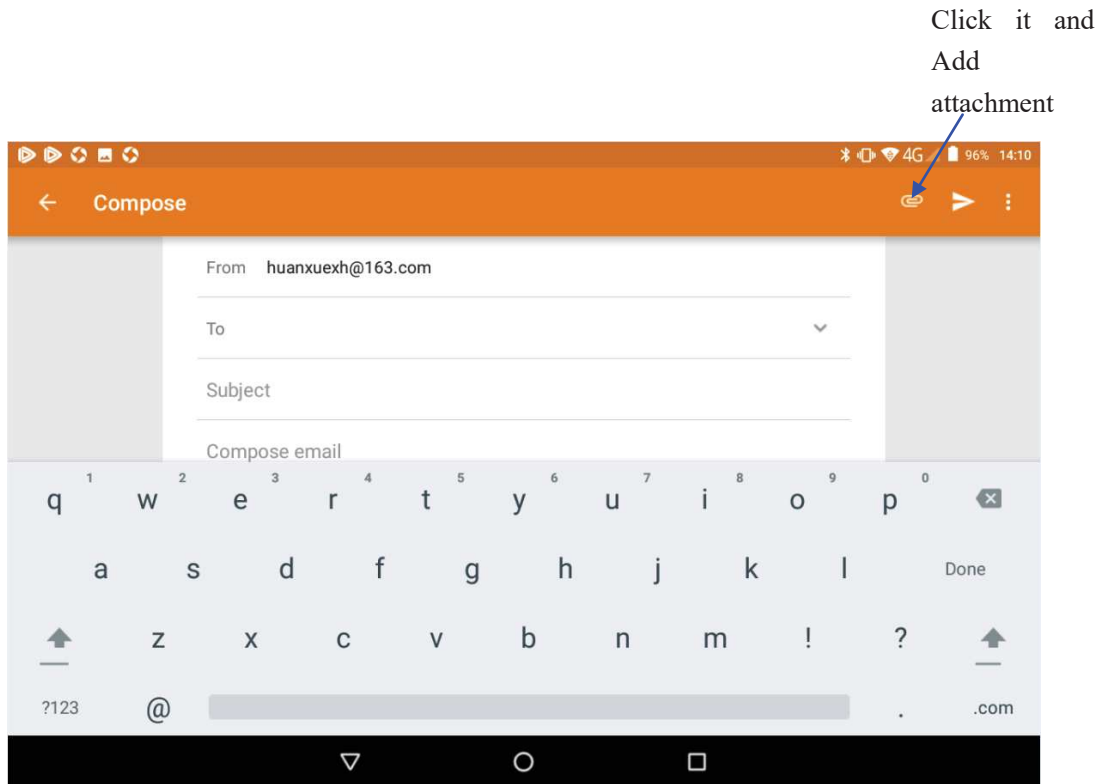 Click it and
Add
attachment
4G 96% 14:10
Compose
From huanxuexh@163.com
To
Subject
Compose email
1 2 3 4 5 6 7 8 9 0
q w e r t y u i o p
a s d f g h j k l Done
z x c v b n m ! ?
?123 @ . .com